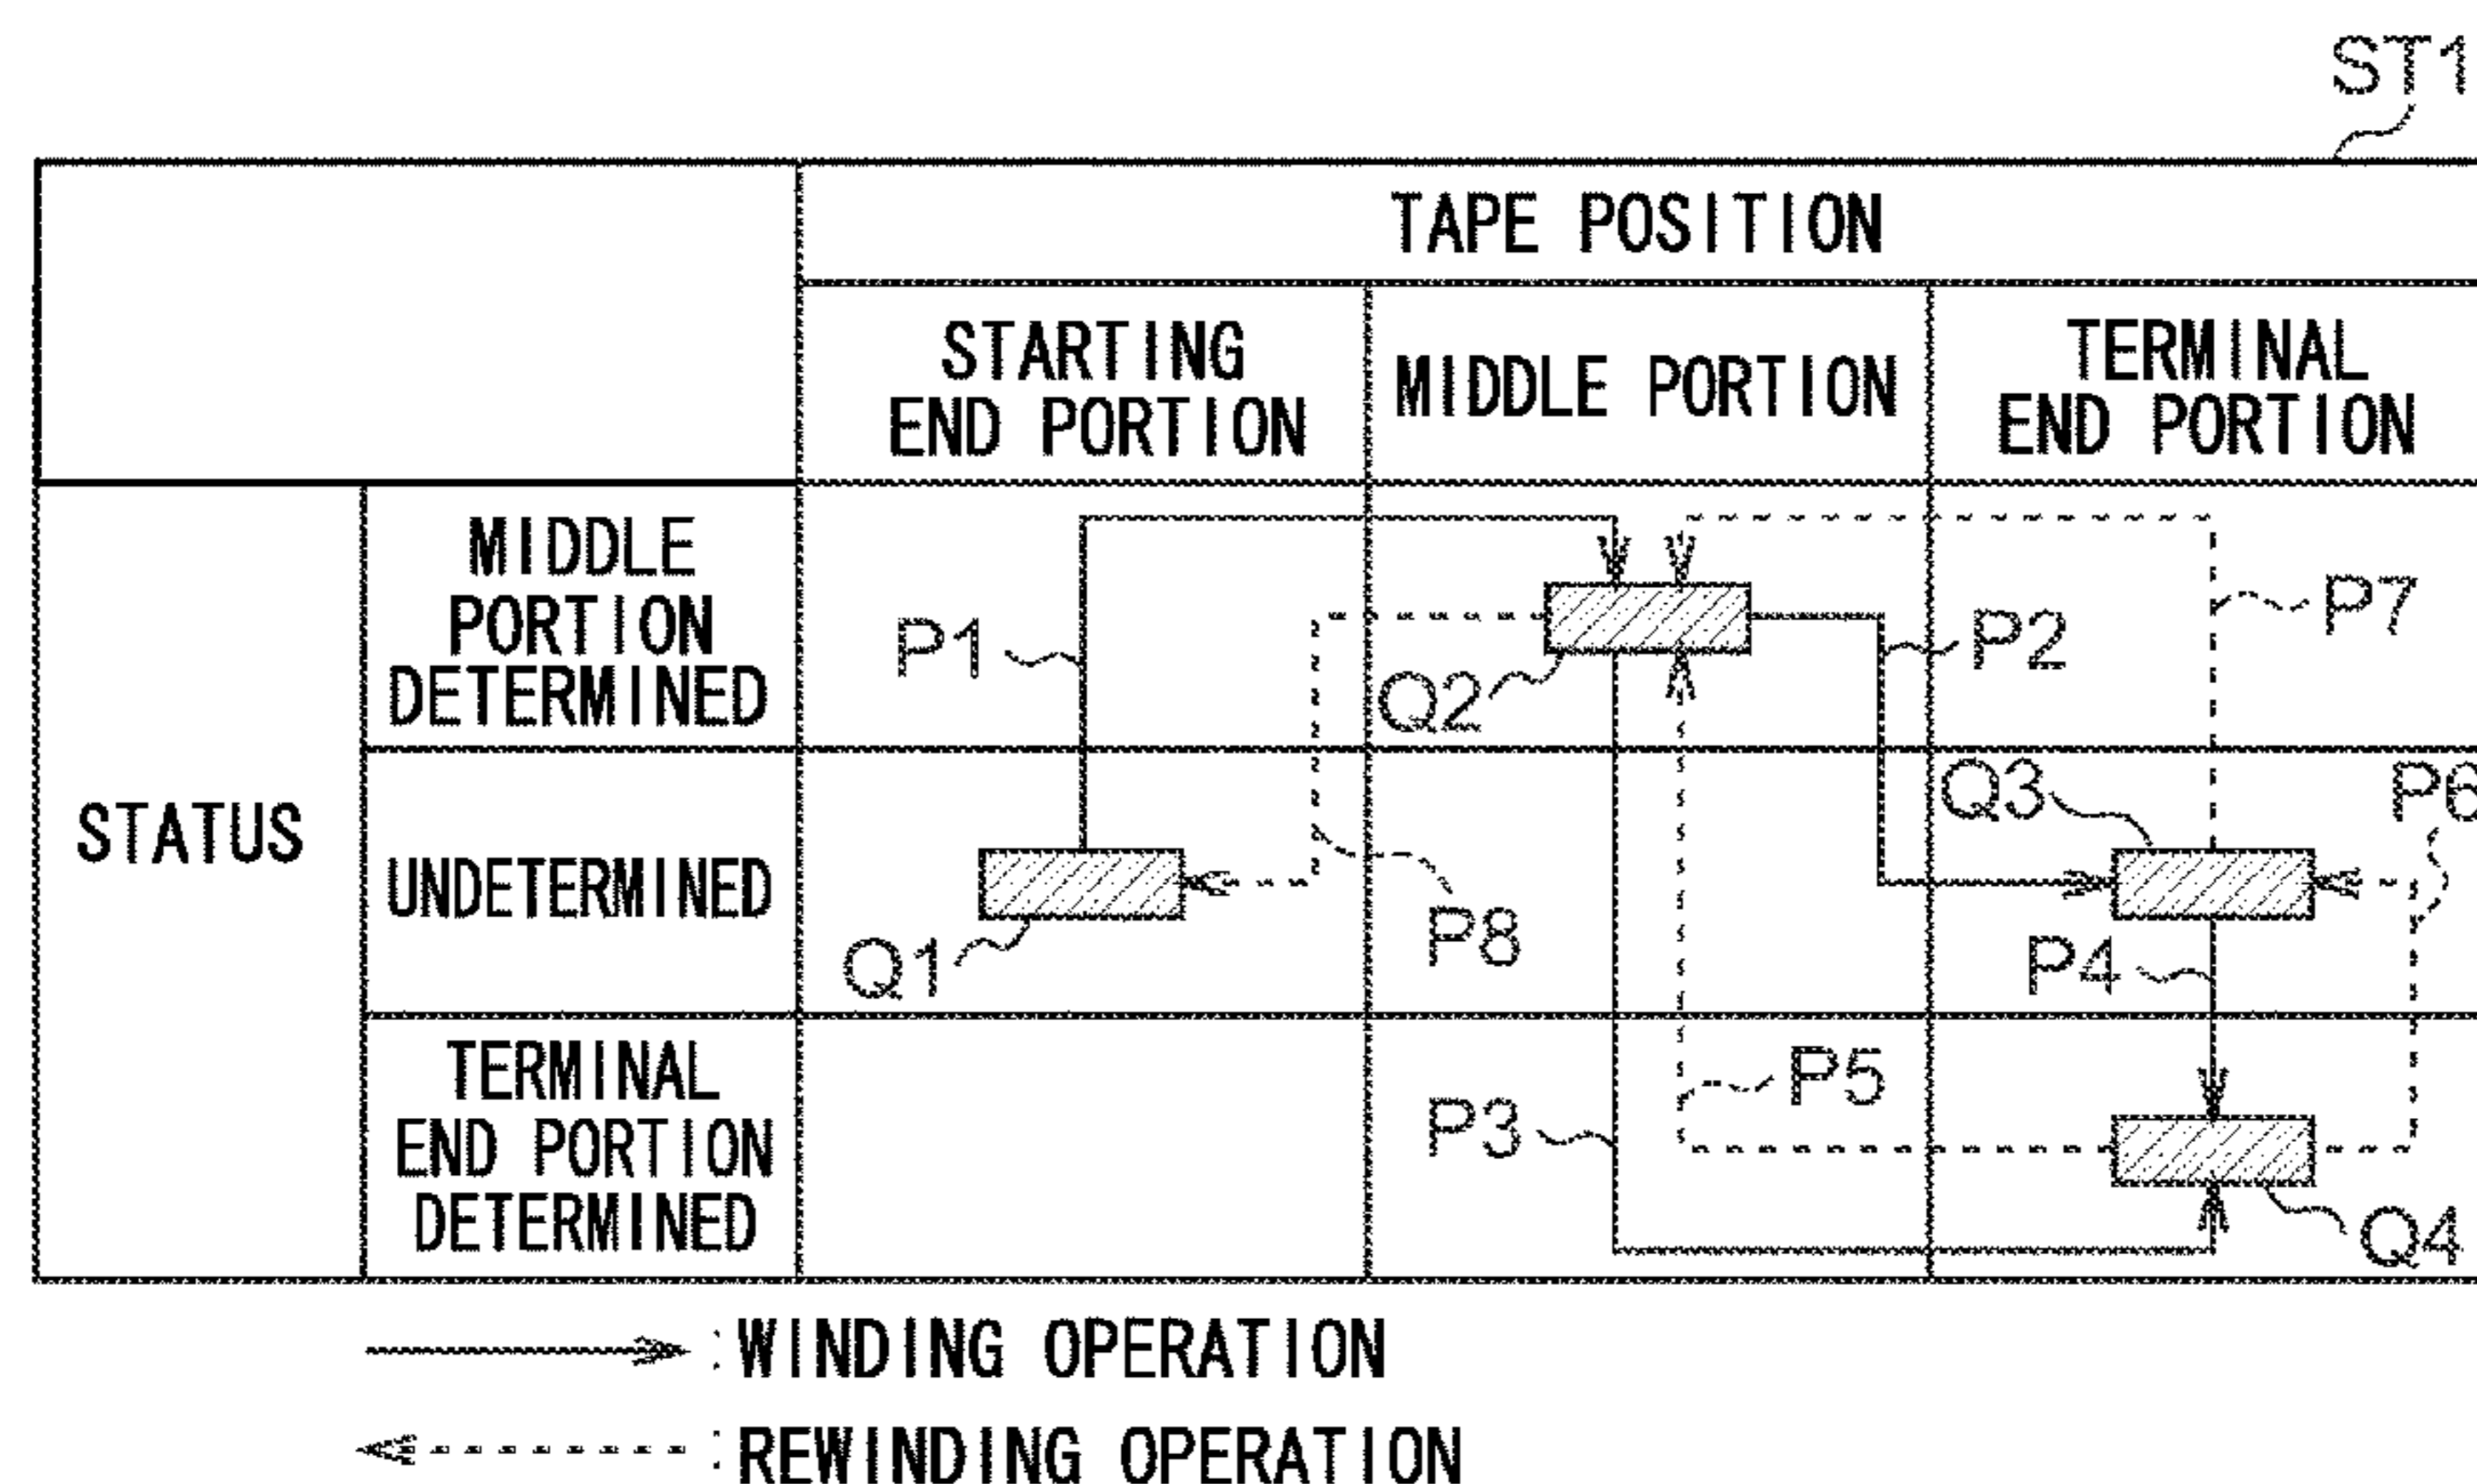 ST1
TAPE POSITION
STARTING
END PORTION
MIDDLE PORTION
TERMINAL
END PORTION
STATUS
MIDDLE
PORTION
DETERMINED
P1
Q2
P2
P7
UNDETERMINED
Q1
P8
Q3
P6
P4
TERMINAL
END PORTION
DETERMINED
P3
P5
Q4
: WINDING OPERATION
: REWINDING OPERATION